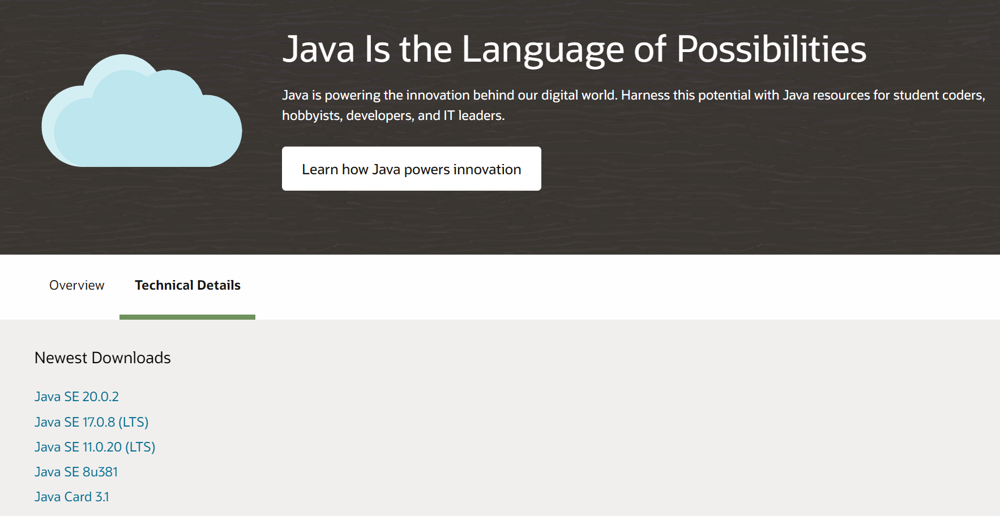 Java Is the Language of Possibilities
Java is powering the innovation behind our digital world. Harness this potential with Java resources for student coders,
hobbyists, developers, and IT leaders.
Learn how Java powers innovation
Overview
Technical Details
Newest Downloads
Java SE 20.0.2
Java SE 17.0.8 (LTS)
Java SE 11.0.20 (LTS)
Java SE 8u381
Java Card 3.1